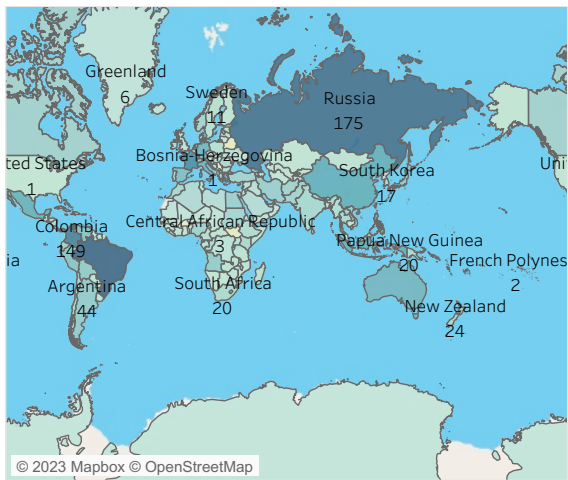 Greenland
6
Sweden
11
Russia
175
Bosnia-Herzegovina
1
South Korea
17
ted States
1
Uni
Colombia
149
Central African Republic
3
Papua New Guinea
20
ia
French Polynes
2
Argentina
44
South Africa
20
New Zealand
24
© 2023 Mapbox © OpenStreetMap